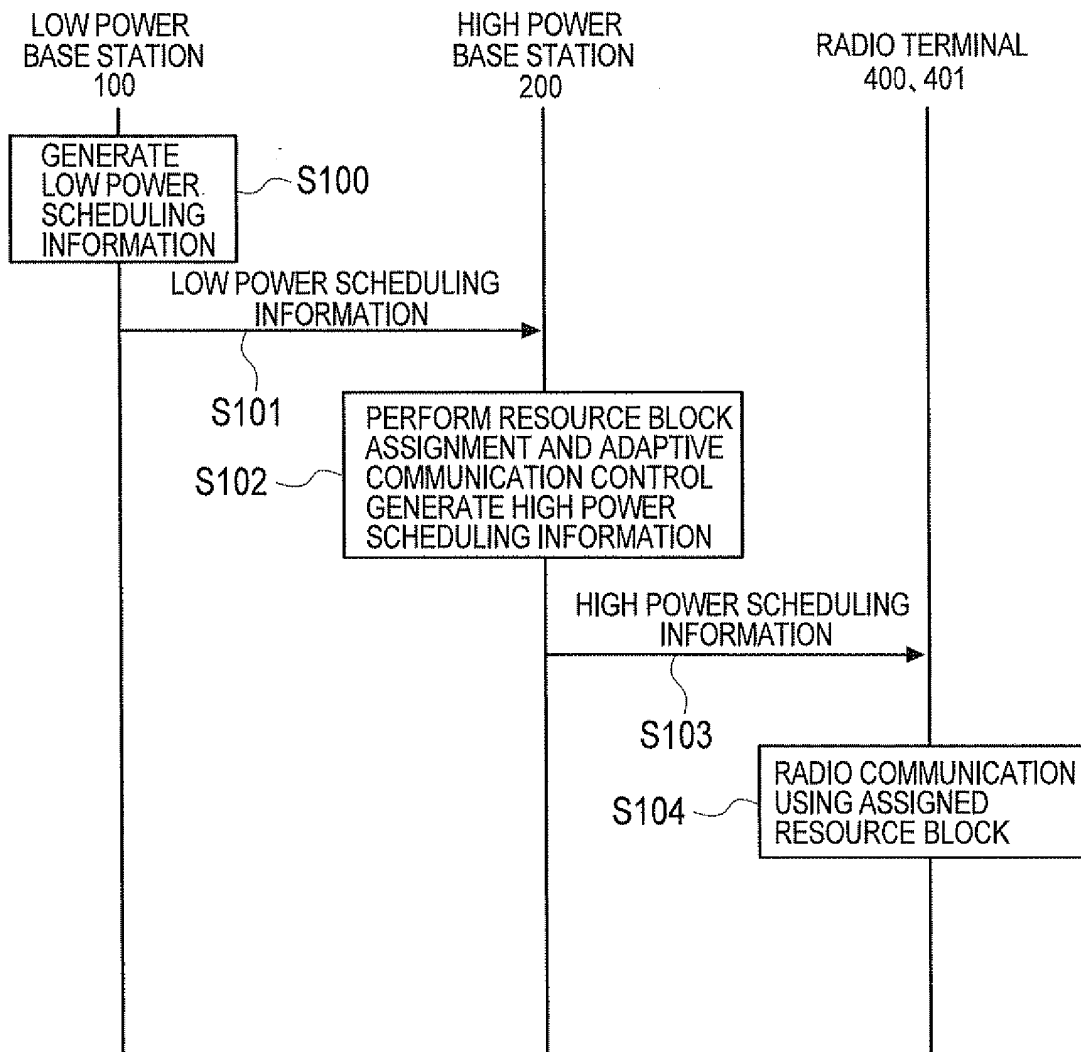 LOW POWER
BASE STATION
100
HIGH POWER
BASE STATION
200
RADIO TERMINAL
400、401
GENERATE
LOW POWER
SCHEDULING
INFORMATION
S100
LOW POWER SCHEDULING
INFORMATION
S101
PERFORM RESOURCE BLOCK
ASSIGNMENT AND ADAPTIVE
COMMUNICATION CONTROL
GENERATE HIGH POWER
SCHEDULING INFORMATION
S102
HIGH POWER SCHEDULING
INFORMATION
S103
RADIO COMMUNICATION
USING ASSIGNED
RESOURCE BLOCK
S104